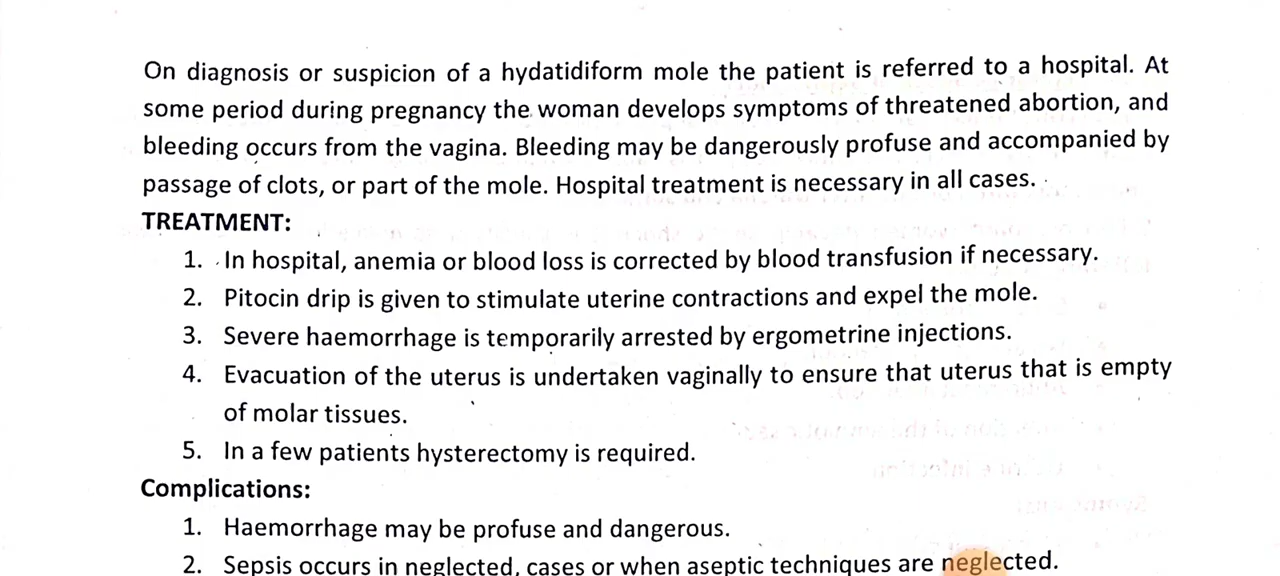 On diagnosis or suspicion of a hydatidiform mole the patient is referred to a hospital. At
some period during pregnancy the woman develops symptoms of threatened abortion, and
bleeding occurs from the vagina. Bleeding may be dangerously profuse and accompanied by
passage of clots, or part of the mole. Hospital treatment is necessary in all cases.
TREATMENT:
1. In hospital, anemia or blood loss is corrected by blood transfusion if necessary.
2. Pitocin drip is given to stimulate uterine contractions and expel the mole.
3. Severe haemorrhage is temporarily arrested by ergometrine injections.
4. Evacuation of the uterus is undertaken vaginally to ensure that uterus that is empty
of molar tissues.
5. In a few patients hysterectomy is required.
Complications:
1. Haemorrhage may be profuse and dangerous.
2. Sepsis occurs in neglected, cases or when aseptic techniques are neglected.